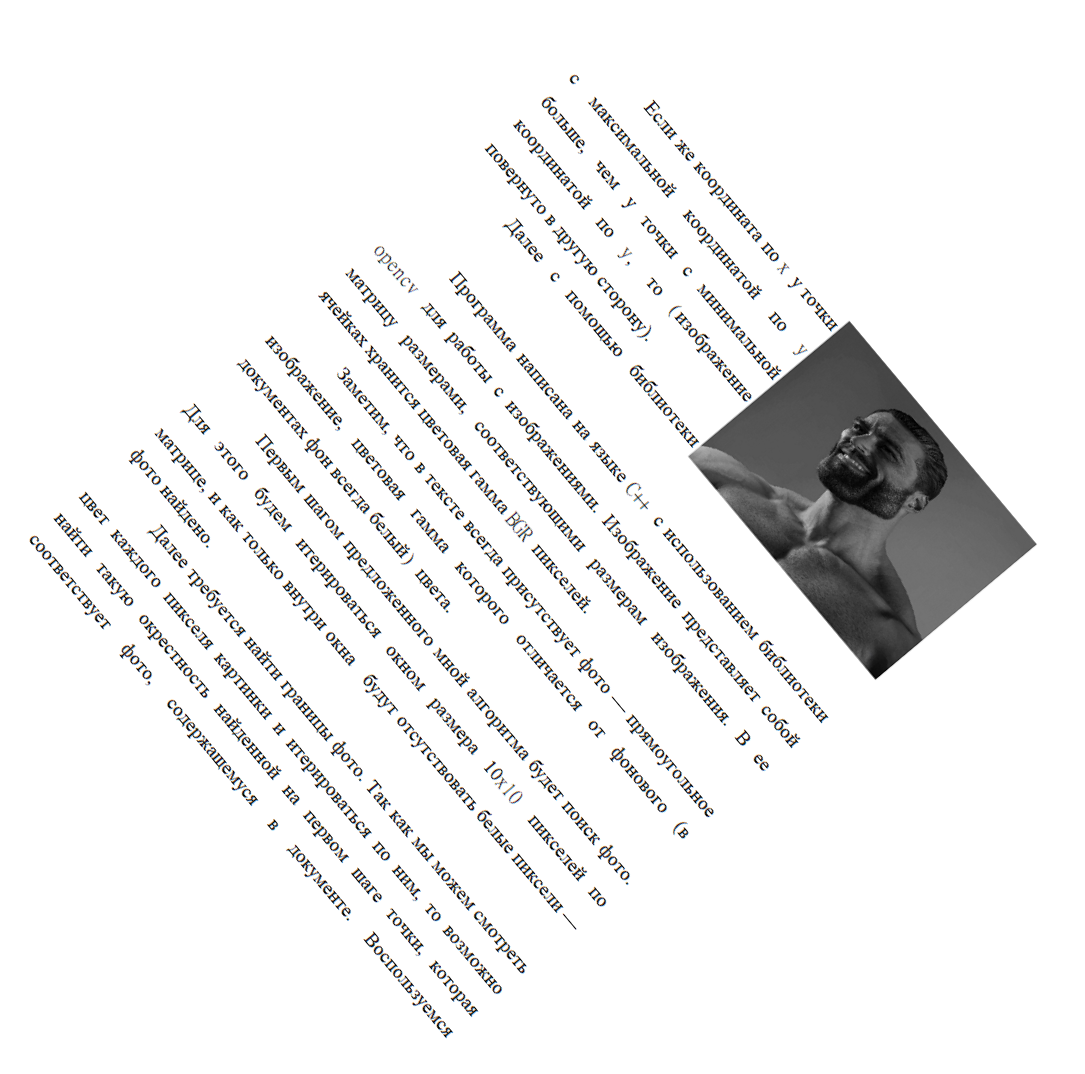 Если же координата по x у точки
с максимальной координатой по y
больше, чем у точки с минимальной
координатой по y, то (изображение
повернуто в другую сторону).
Далее с помощью библиотеки
Программа написана на языке C++ с использованием библиотеки
opencv для работы с изображениями. Изображение представляет собой
матрицу размерами, соответствующими размерам изображения. В ее
ячейках хранится цветовая гамма BGR пикселей.
Заметим, что в тексте всегда присутствует фото — прямоугольное
изображение, цветовая гамма которого отличается от фонового (в
документах фон всегда белый) цвета.
Первым шагом предложенного мной алгоритма будет поиск фото.
Для этого будем итерироваться окном размера 10x10 пикселей по
матрице, и как только внутри окна будут отсутствовать белые пиксели —
фото найдено.
Далее требуется найти границы фото. Так как мы можем смотреть
цвет каждого пикселя картинки и итерироваться по ним, то возможно
найти такую окрестность найденной на первом шаге точки, которая
соответствует фото, содержащемуся в документе. Воспользуемся